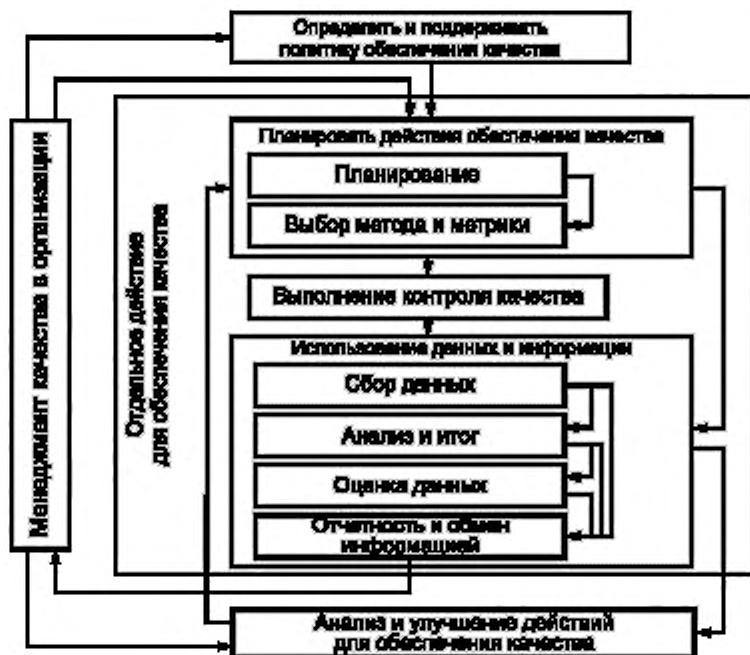 Определить и поддерживать
политику обеспечения качества
Менеджмент качества в организации
Отдельное действие
для обеспечения качества
Планировать действия обеспечения качества
Планирование
Выбор метода и метрики
Выполнение контроля качества
Использование данных и информации
Сбор данных
Анализ и итог
Оценка данных
Отчетность и обмен
информацией
Анализ и улучшение действий
для обеспечения качества